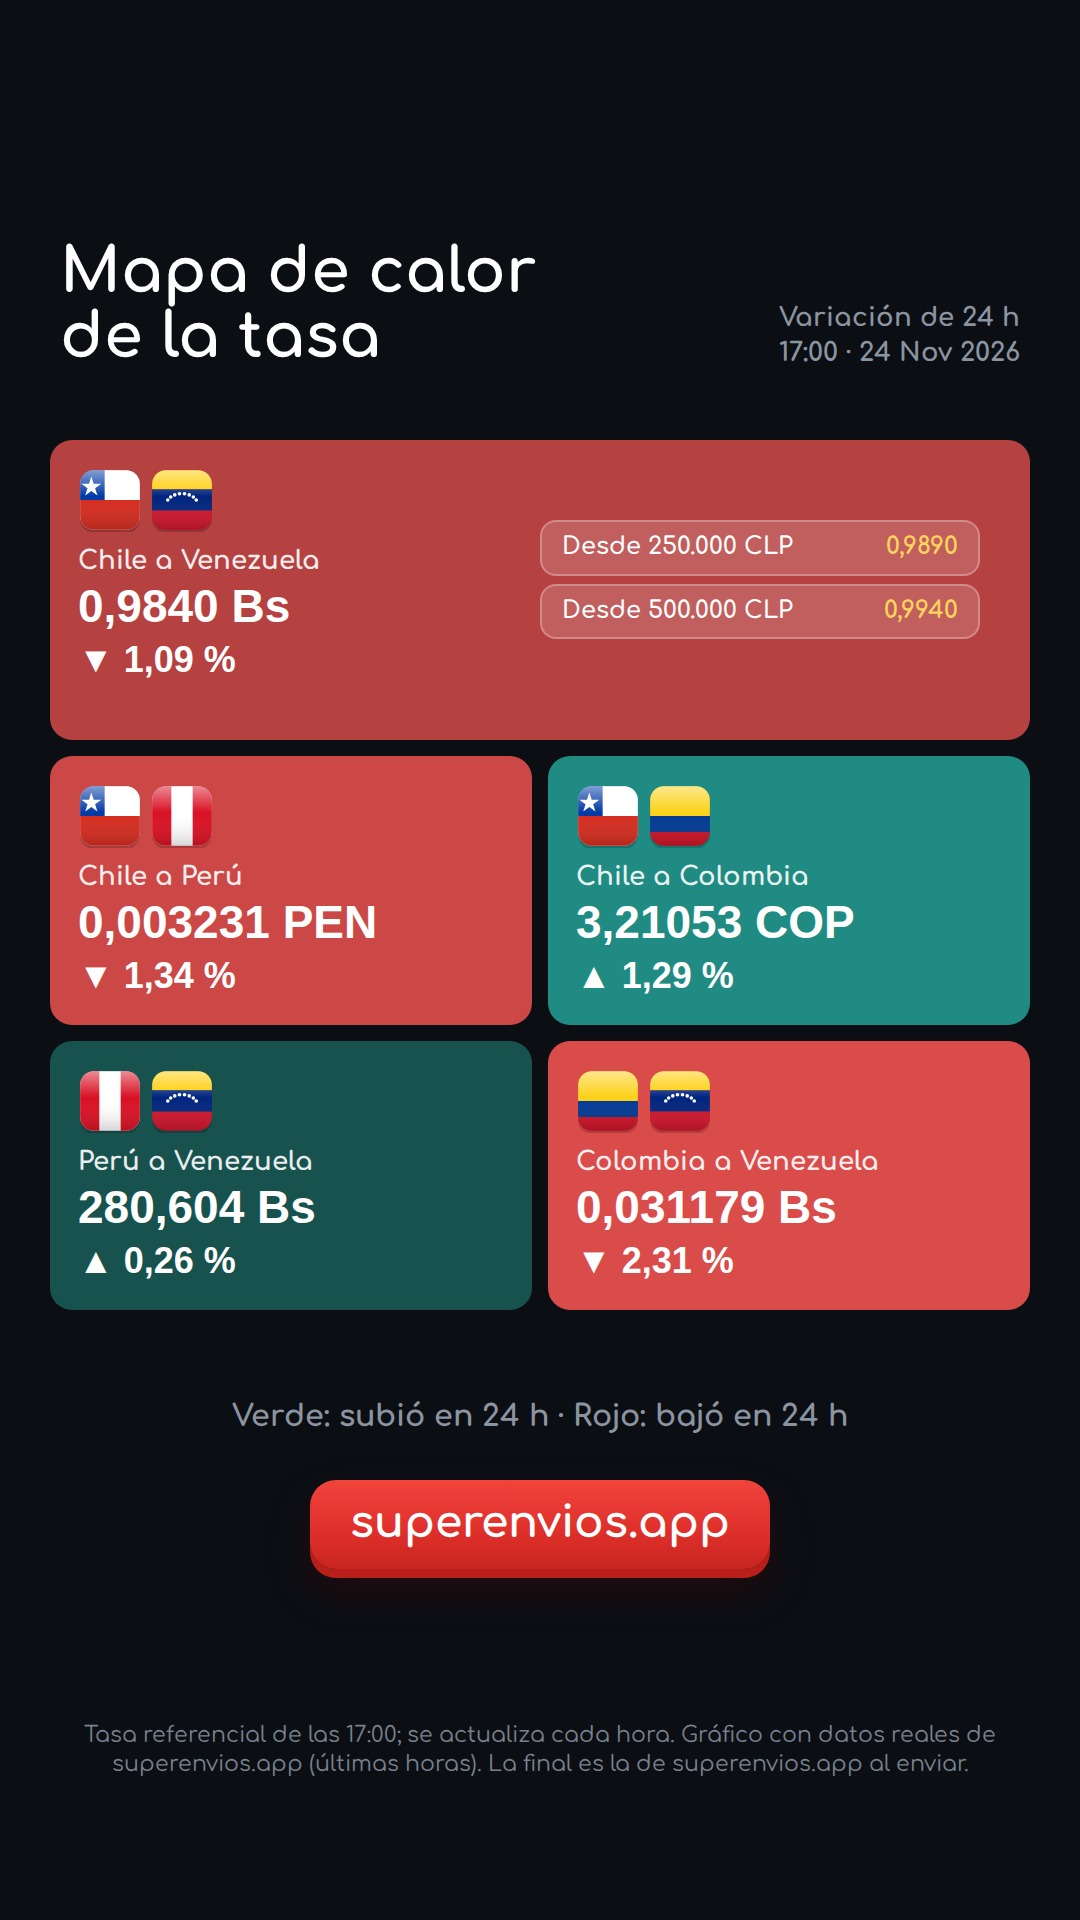 Mapa de calor
de la tasa
Variación de 24 h
17:00 · 24 Nov 2026
Chile a Venezuela
0,9840 Bs
▼ 1,09 %
Desde 250.000 CLP 0,9890
Desde 500.000 CLP 0,9940
Chile a Perú
0,003231 PEN
▼ 1,34 %
Chile a Colombia
3,21053 COP
▲ 1,29 %
Perú a Venezuela
280,604 Bs
▲ 0,26 %
Colombia a Venezuela
0,031179 Bs
▼ 2,31 %
Verde: subió en 24 h · Rojo: bajó en 24 h
superenvios.app
Tasa referencial de las 17:00; se actualiza cada hora. Gráfico con datos reales de
superenvios.app (últimas horas). La final es la de superenvios.app al enviar.